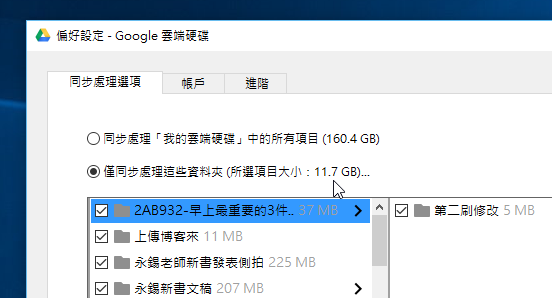 偏好設定 - Google 雲端硬碟
同步處理選項 帳戶 進階
同步處理「我的雲端硬碟」中的所有項目 (160.4 GB)
僅同步處理這些資料夾 (所選項目大小：11.7 GB)...
2AB932-早上最重要的3件.. 37 MB 第二刷修改 5 MB
上傳博客來 11 MB
永錫老師新書發表側拍 225 MB
永錫新書文稿 207 MB